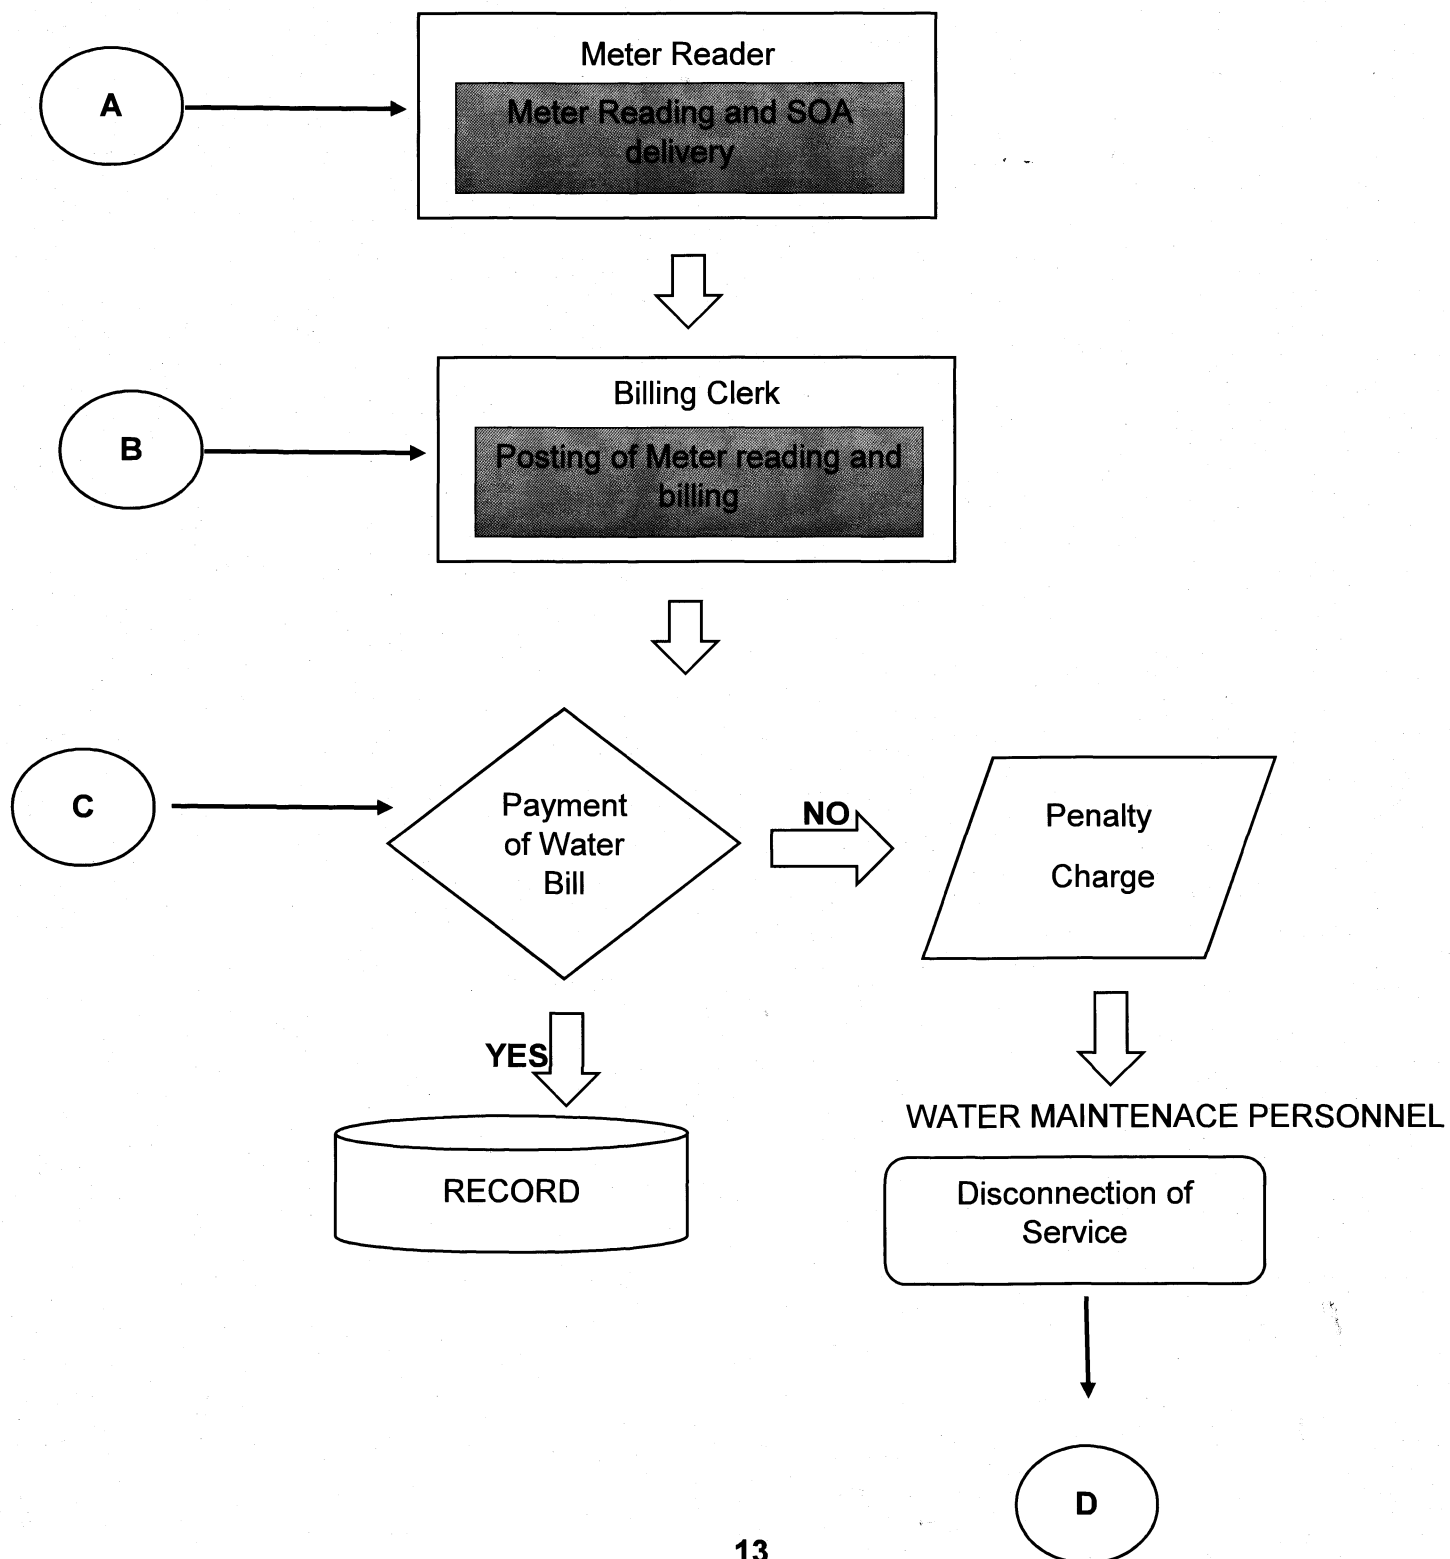 Meter Reader
A
Meter Reading and SOA
delivery
Billing Clerk
B
Posting of Meter reading and
billing
C
Payment
of Water
Bill
NO
Penalty
Charge
YES
WATER MAINTENACE PERSONNEL
RECORD
Disconnection of
Service
D
13